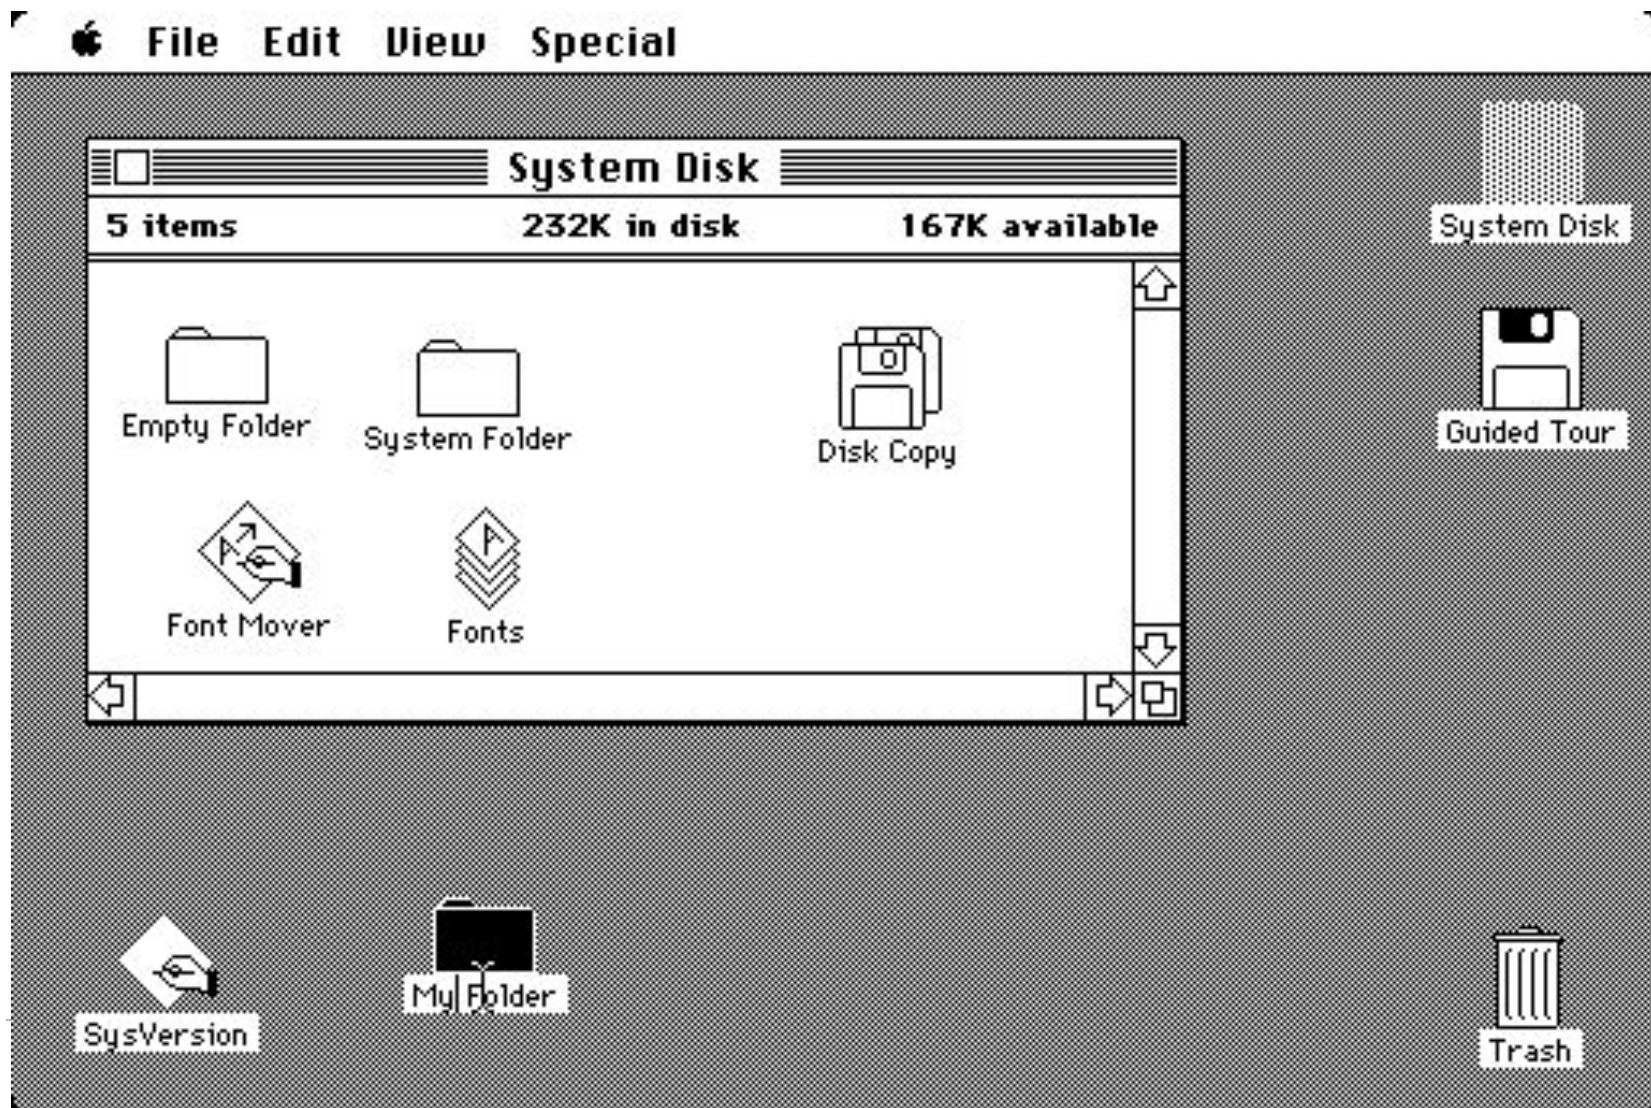 File Edit View Special
System Disk
5 items 232K in disk 167K available
Empty Folder
System Folder
Disk Copy
Font Mover
Fonts
System Disk
Guided Tour
SysVersion
My Folder
Trash